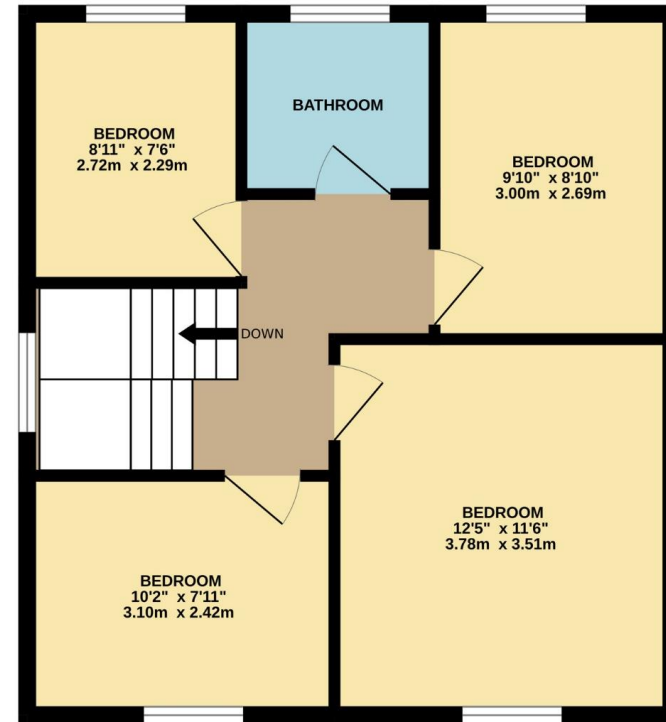 BEDROOM
8'11" x 7'6"
2.72m x 2.29m
BATHROOM
BEDROOM
9'10" x 8'10"
3.00m x 2.69m
DOWN
BEDROOM
12'5" x 11'6"
3.78m x 3.51m
BEDROOM
10'2" x 7'11"
3.10m x 2.42m